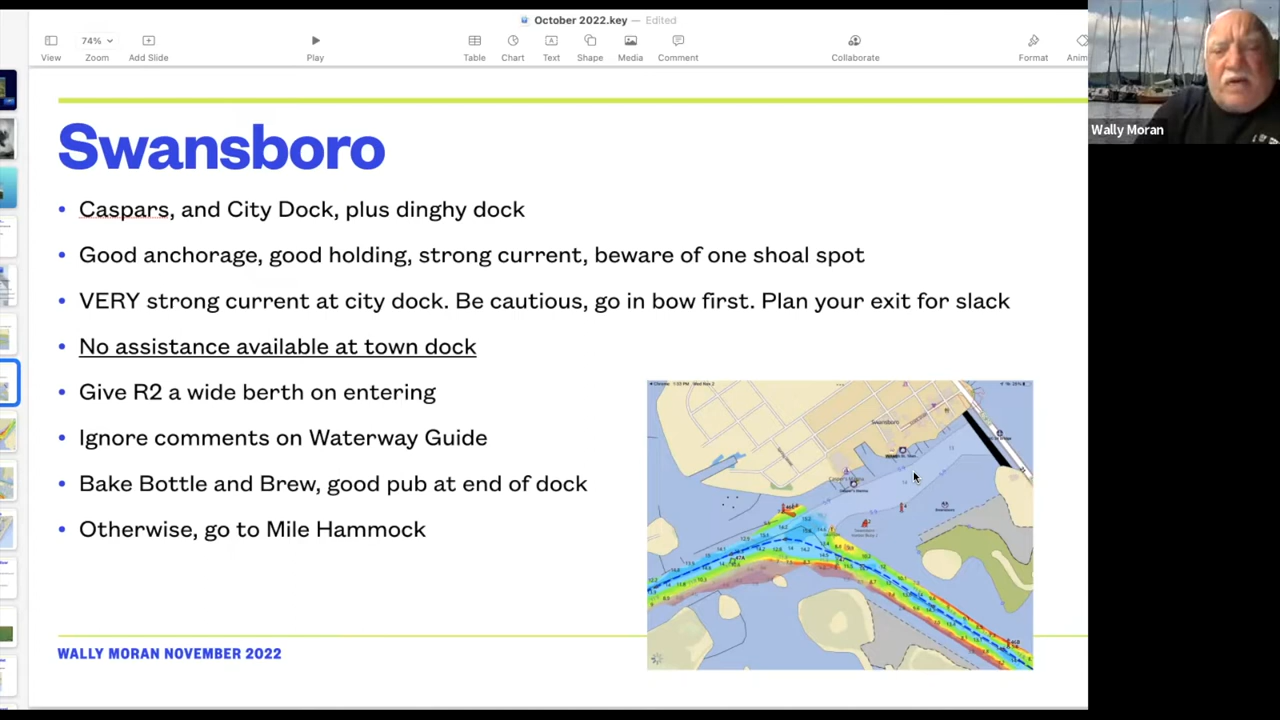 October 2022.key — Edited
74%
View
Zoom
Add Slide
Play
Table
Chart
Text
Shape
Media
Comment
Collaborate
Format
Anim
Wally Moran
Swansboro
• Caspars, and City Dock, plus dinghy dock
• Good anchorage, good holding, strong current, beware of one shoal spot
• VERY strong current at city dock. Be cautious, go in bow first. Plan your exit for slack
• No assistance available at town dock
• Give R2 a wide berth on entering
• Ignore comments on Waterway Guide
• Bake Bottle and Brew, good pub at end of dock
• Otherwise, go to Mile Hammock
Swansboro
WALLY MORAN NOVEMBER 2022